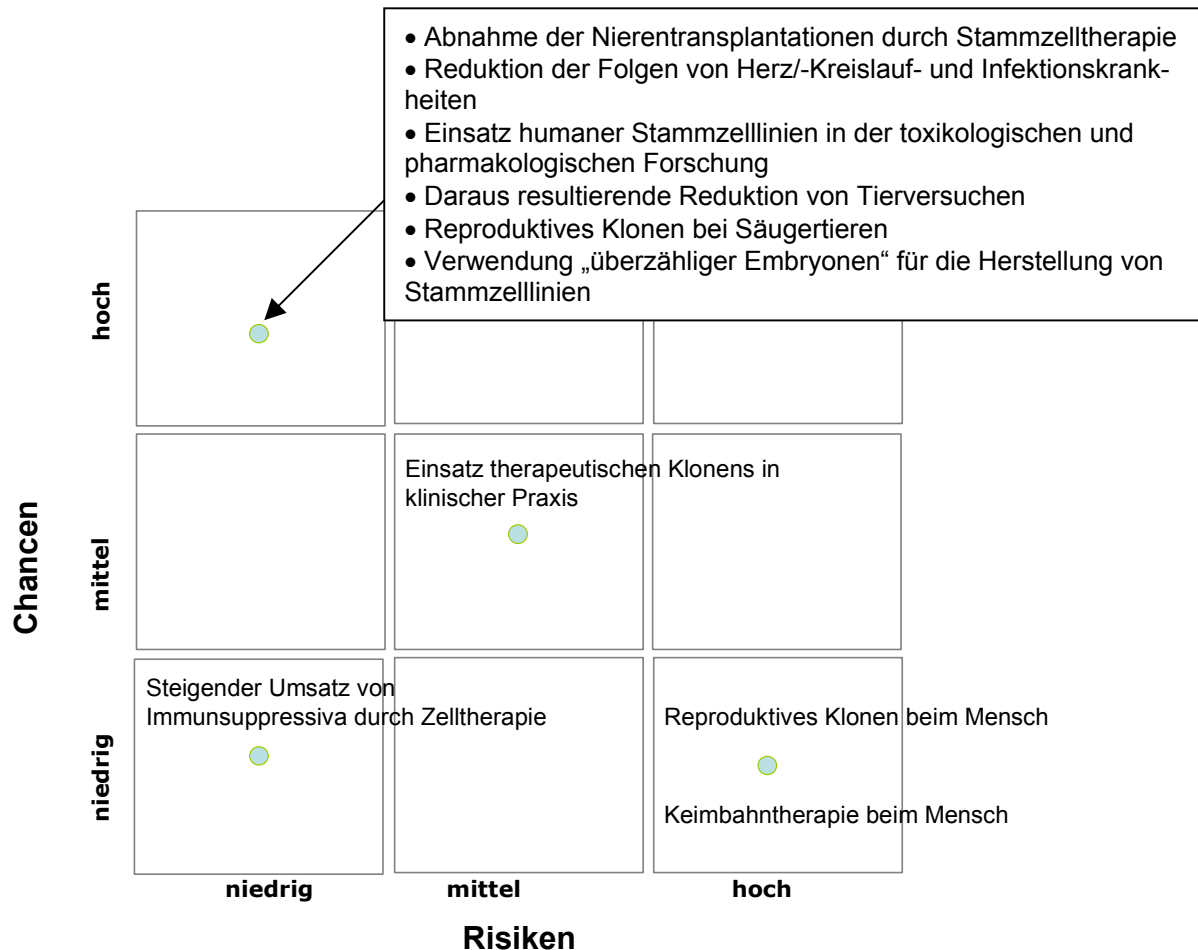 • Abnahme der Nierentransplantationen durch Stammzelltherapie
• Reduktion der Folgen von Herz/-Kreislauf- und Infektionskrank-
heiten
• Einsatz humaner Stammzelllinien in der toxikologischen und
pharmakologischen Forschung
• Daraus resultierende Reduktion von Tierversuchen
• Reproduktives Klonen bei Säugertieren
• Verwendung „überzähliger Embryonen“ für die Herstellung von
Stammzelllinien
hoch
Einsatz therapeutischen Klonens in
klinischer Praxis
Chancen
mittel
Steigender Umsatz von
Immunsuppressiva durch Zelltherapie
Reproduktives Klonen beim Mensch
niedrig
Keimbahntherapie beim Mensch
niedrig
mittel
hoch
Risiken